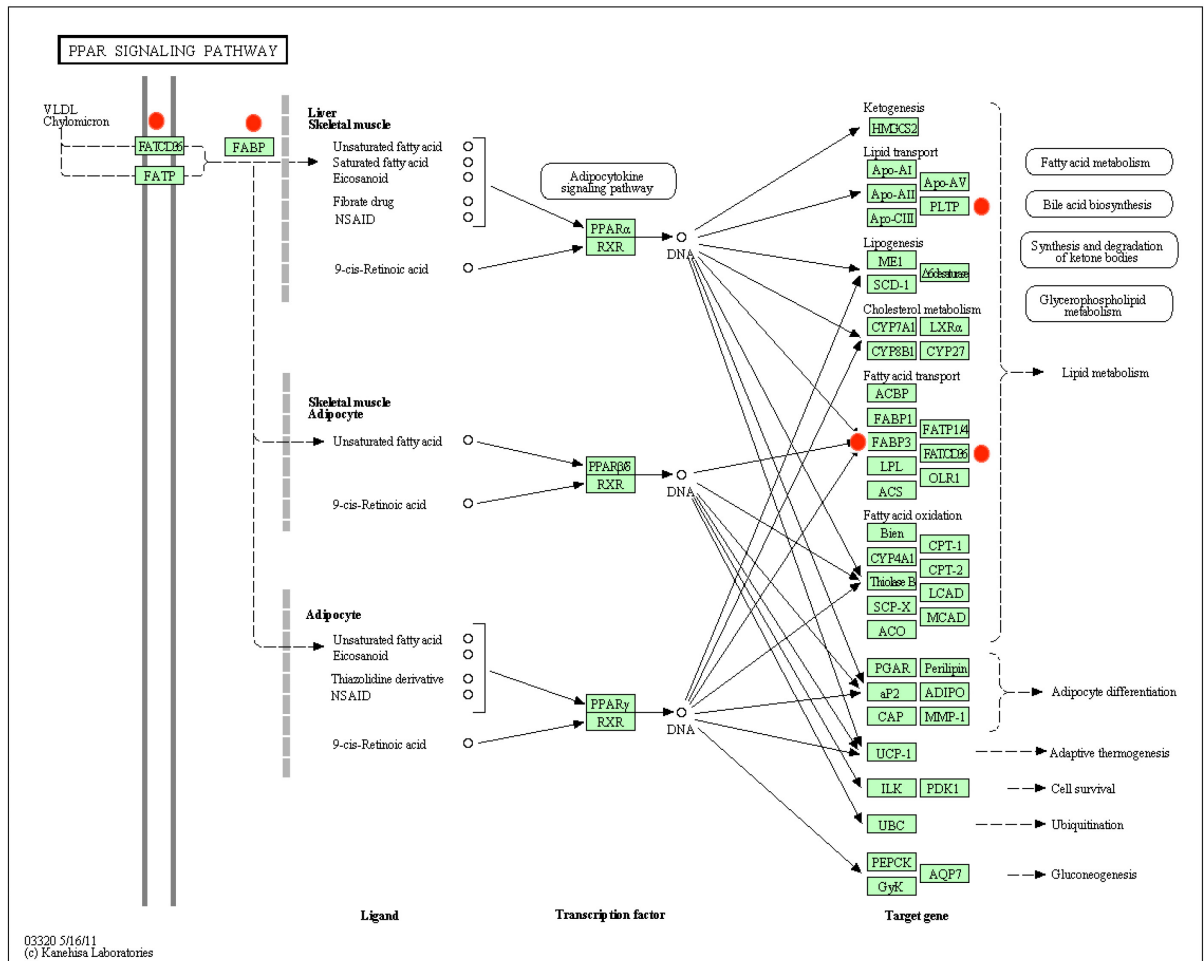 PPAR SIGNALING PATHWAY
VLDL
Chylomicron
FATCD36
FATP
FABP
Liver
Skeletal muscle
Unsaturated fatty acid
Saturated fatty acid
Eicosanoid
Fibrate drug
NSAID
9-cis-Retinoic acid
Adipocytokine
signaling pathway
PPARα
RXR
DNA
Skeletal muscle
Adipocyte
Unsaturated fatty acid
9-cis-Retinoic acid
PPARβ/δ
RXR
DNA
Adipocyte
Unsaturated fatty acid
Eicosanoid
Thiazolidine derivative
NSAID
9-cis-Retinoic acid
PPARγ
RXR
DNA
Ketogenesis
HMGCS2
Lipid transport
Apo-AI
Apo-AII
Apo-CIII
Apo-AV
PLTP
Lipogenesis
ME1
SCD-1
Δ6desaturase
Cholesterol metabolism
CYP7A1
LXRα
CYP8B1
CYP27
Fatty acid transport
ACBP
FABP1
FABP3
LPL
ACS
FATP1/4
FATCD36
OLR1
Fatty acid oxidation
Bien
CYP4A1
Thiolase B
SCP-X
ACO
CPT-1
CPT-2
LCAD
MCAD
PGAR
Perilipin
aP2
ADIPO
CAP
MMP-1
UCP-1
ILK
PDK1
UBC
PEPCK
GyK
AQP7
Fatty acid metabolism
Bile acid biosynthesis
Synthesis and degradation
of ketone bodies
Glycerophospholipid
metabolism
Lipid metabolism
Adipocyte differentiation
Adaptive thermogenesis
Cell survival
Ubiquitination
Gluconeogenesis
Ligand
Transcription factor
Target gene
03320 5/16/11
(c) Kanehisa Laboratories